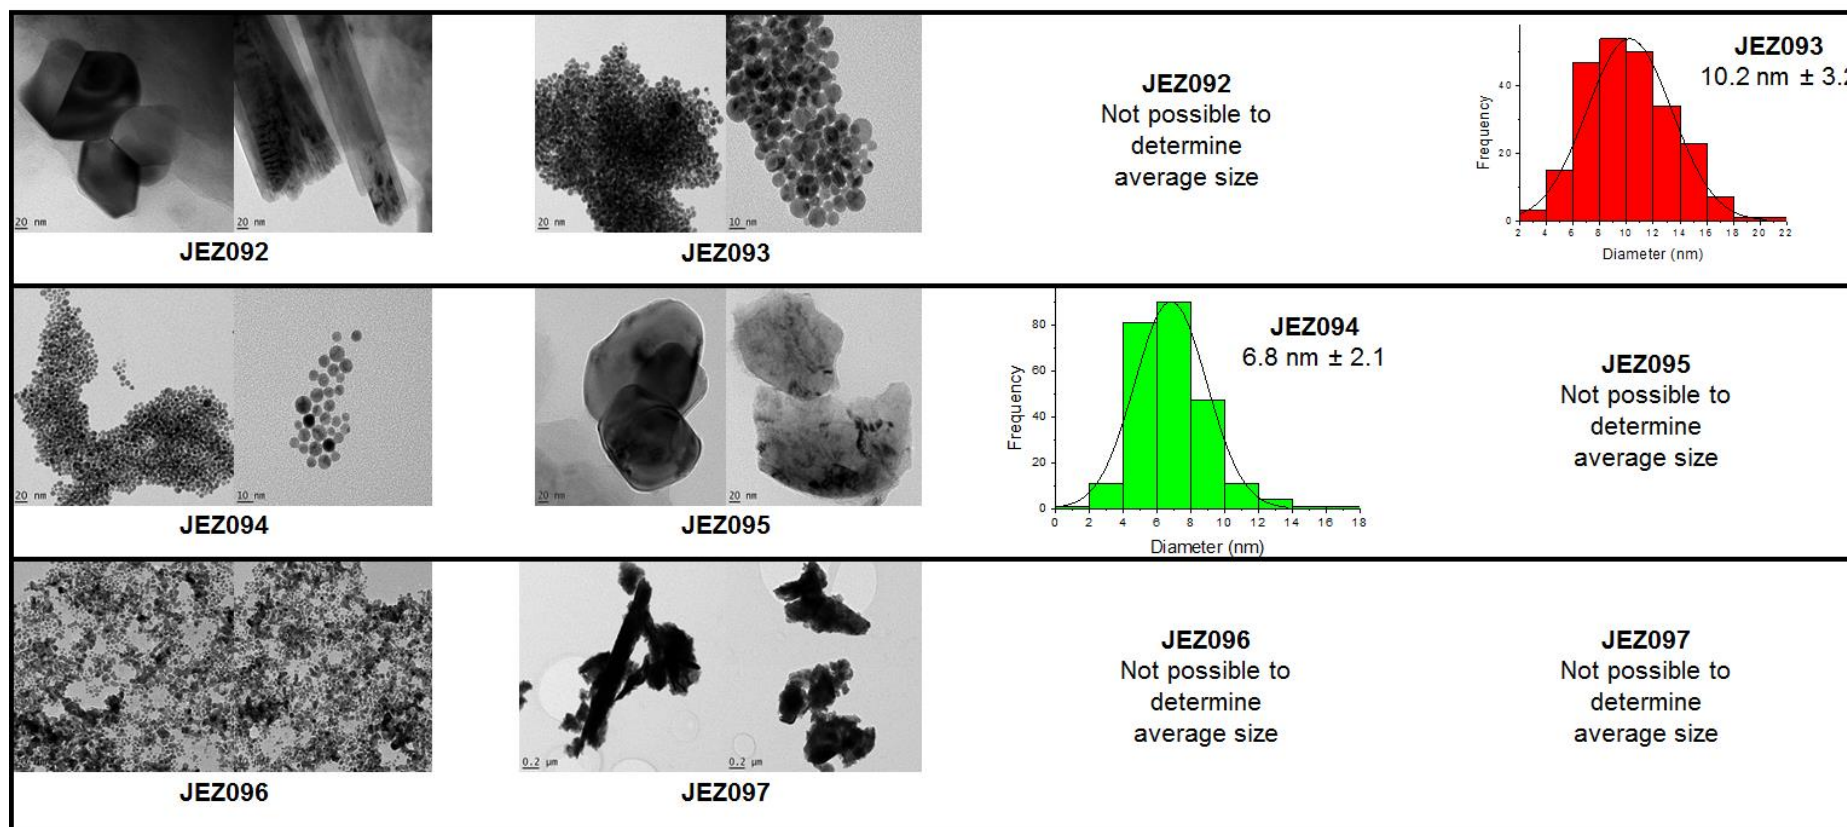 20 nm
20 nm
JEZ092
20 nm
10 nm
JEZ093
JEZ092
Not possible to
determine
average size
JEZ093
10.2 nm ± 3.2
Frequency
40
20
0
2 4 6 8 10 12 14 16 18 20 22
Diameter (nm)
20 nm
10 nm
JEZ094
20 nm
20 nm
JEZ095
JEZ094
6.8 nm ± 2.1
Frequency
80
60
40
20
0
0 2 4 6 8 10 12 14 16 18
Diameter (nm)
JEZ095
Not possible to
determine
average size
JEZ096
0.2 µm
0.2 µm
JEZ097
JEZ096
Not possible to
determine
average size
JEZ097
Not possible to
determine
average size